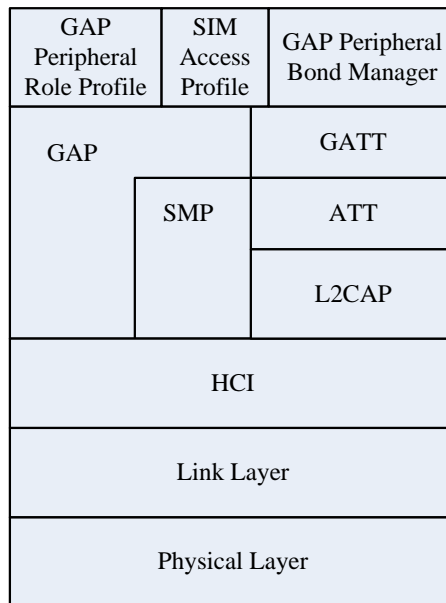 GAP
Peripheral
Role Profile
SIM
Access
Profile
GAP Peripheral
Bond Manager
GAP
GATT
SMP
ATT
L2CAP
HCI
Link Layer
Physical Layer